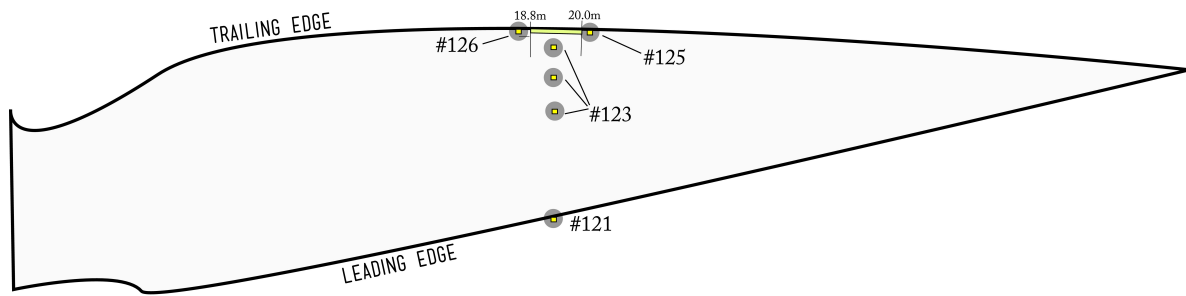 18.8m
20.0m
TRAILING EDGE
#126
#125
#123
#121
LEADING EDGE